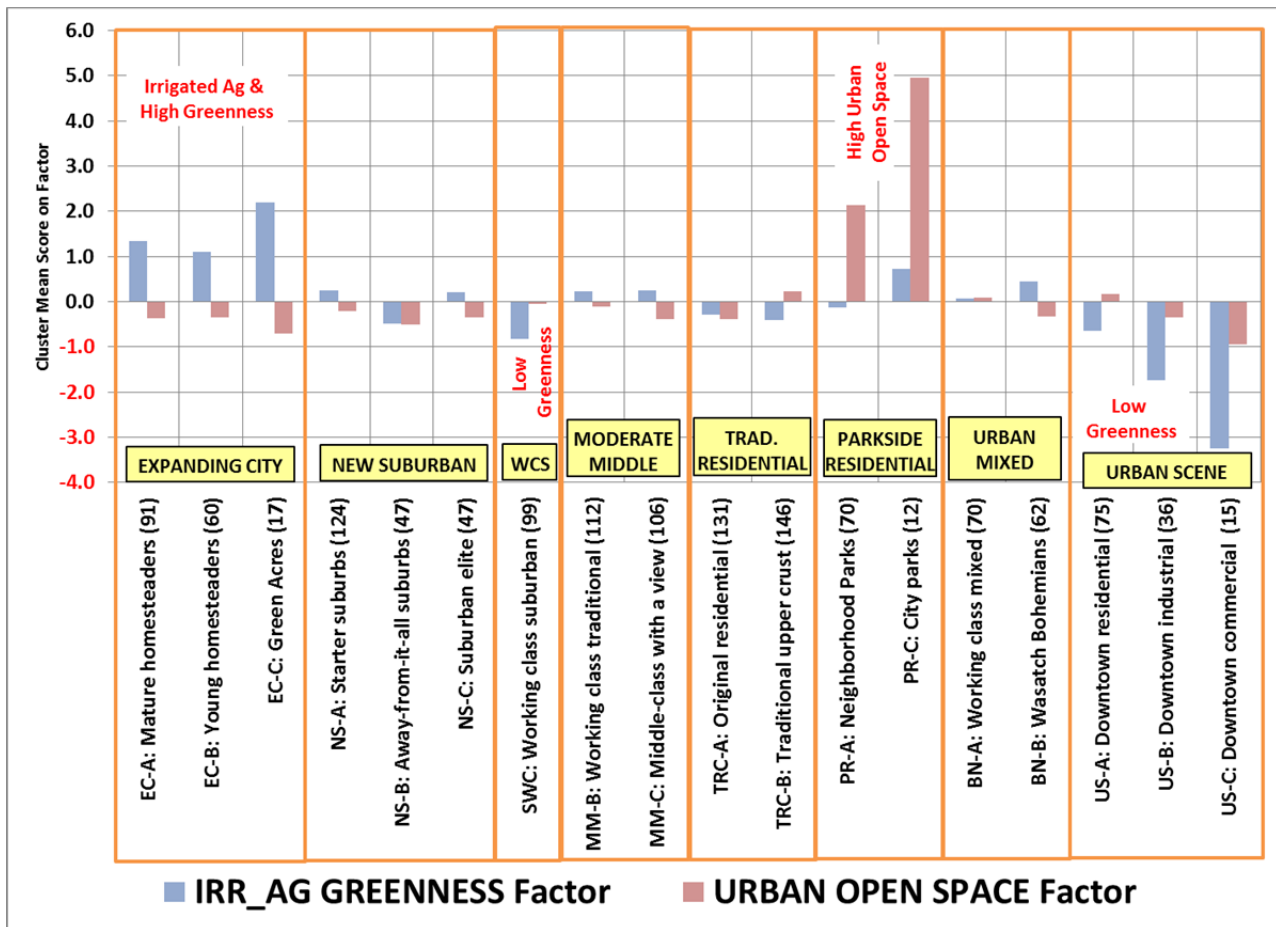 6.0
5.0
4.0
3.0
2.0
1.0
0.0
-1.0
-2.0
-3.0
-4.0
Cluster Mean Score on Factor
Irrigated Ag &
High Greenness
Low
Greenness
High Urban
Open Space
Low
Greenness
EXPANDING CITY
NEW SUBURBAN
WCS
MODERATE
MIDDLE
TRAD.
RESIDENTIAL
PARKSIDE
RESIDENTIAL
URBAN
MIXED
URBAN SCENE
EC-A: Mature homesteaders (91)
EC-B: Young homesteaders (60)
EC-C: Green Acres (17)
NS-A: Starter suburbs (124)
NS-B: Away-from-it-all suburbs (47)
NS-C: Suburban elite (47)
SWC: Working class suburban (99)
MM-B: Working class traditional (112)
MM-C: Middle-class with a view (106)
TRC-A: Original residential (131)
TRC-B: Traditional upper crust (146)
PR-A: Neighborhood Parks (70)
PR-C: City parks (12)
BN-A: Working class mixed (70)
BN-B: Wasatch Bohemians (62)
US-A: Downtown residential (75)
US-B: Downtown industrial (36)
US-C: Downtown commercial (15)
IRR_AG GREENNESS Factor
URBAN OPEN SPACE Factor